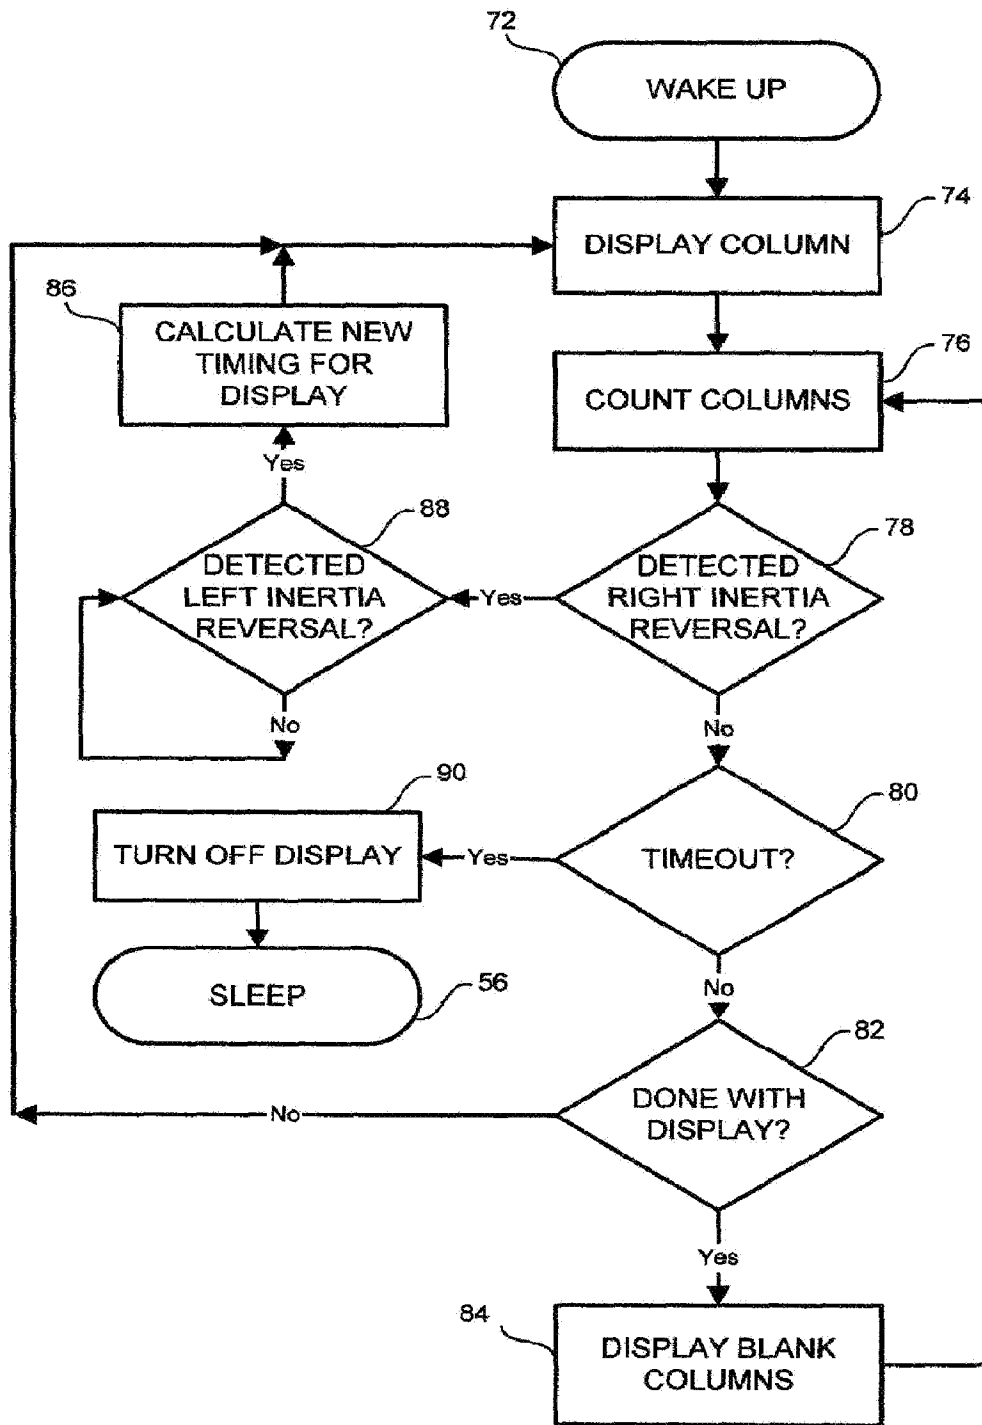 72
WAKE UP
74
DISPLAY COLUMN
86
CALCULATE NEW
TIMING FOR
DISPLAY
76
COUNT COLUMNS
Yes
88
DETECTED
LEFT INERTIA
REVERSAL?
Yes
78
DETECTED
RIGHT INERTIA
REVERSAL?
No
No
90
TURN OFF DISPLAY
Yes
80
TIMEOUT?
SLEEP
56
No
82
DONE WITH
DISPLAY?
No
Yes
84
DISPLAY BLANK
COLUMNS